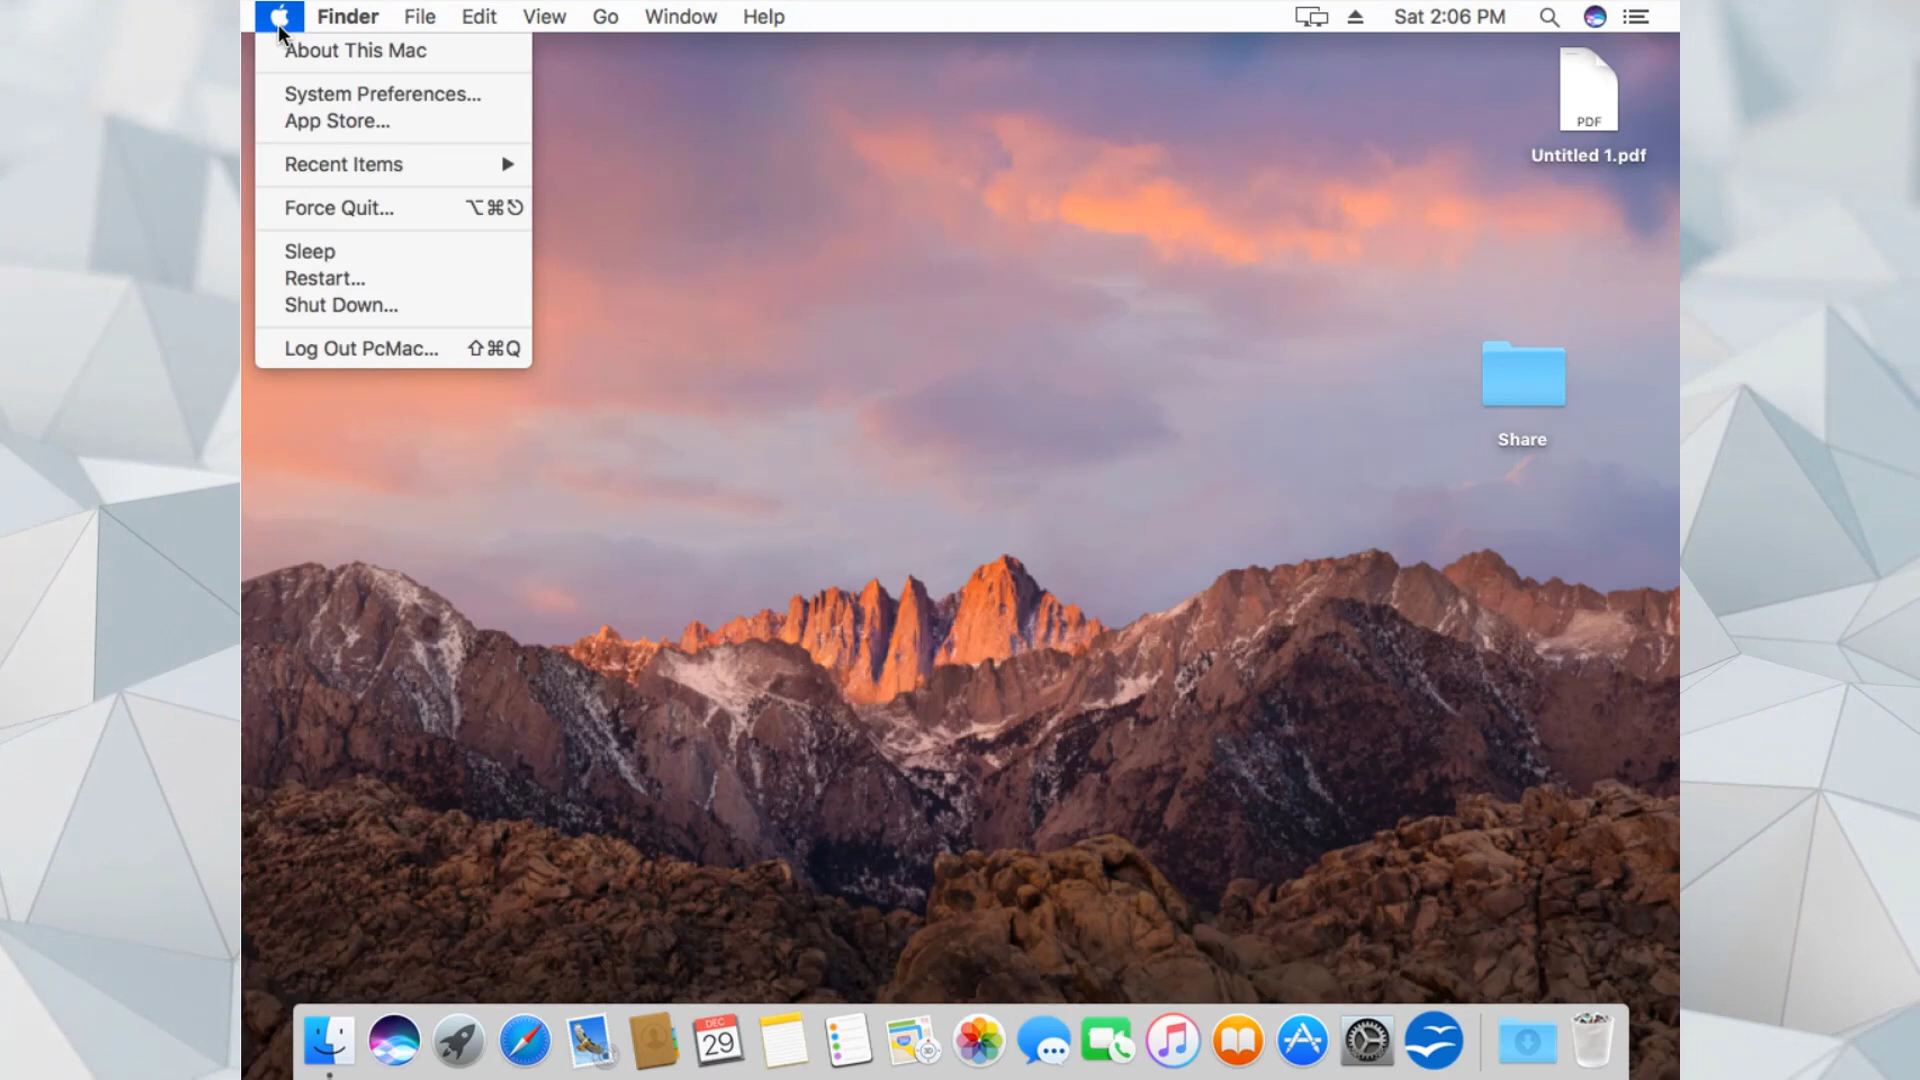 Finder File Edit View Go Window Help Sat 2:06 PM
About This Mac
System Preferences...
App Store...
Recent Items
Force Quit... ⌥⌘⎋
Sleep
Restart...
Shut Down...
Log Out PcMac... ⇧⌘Q
PDF
Untitled 1.pdf
Share
DEC
29
3D